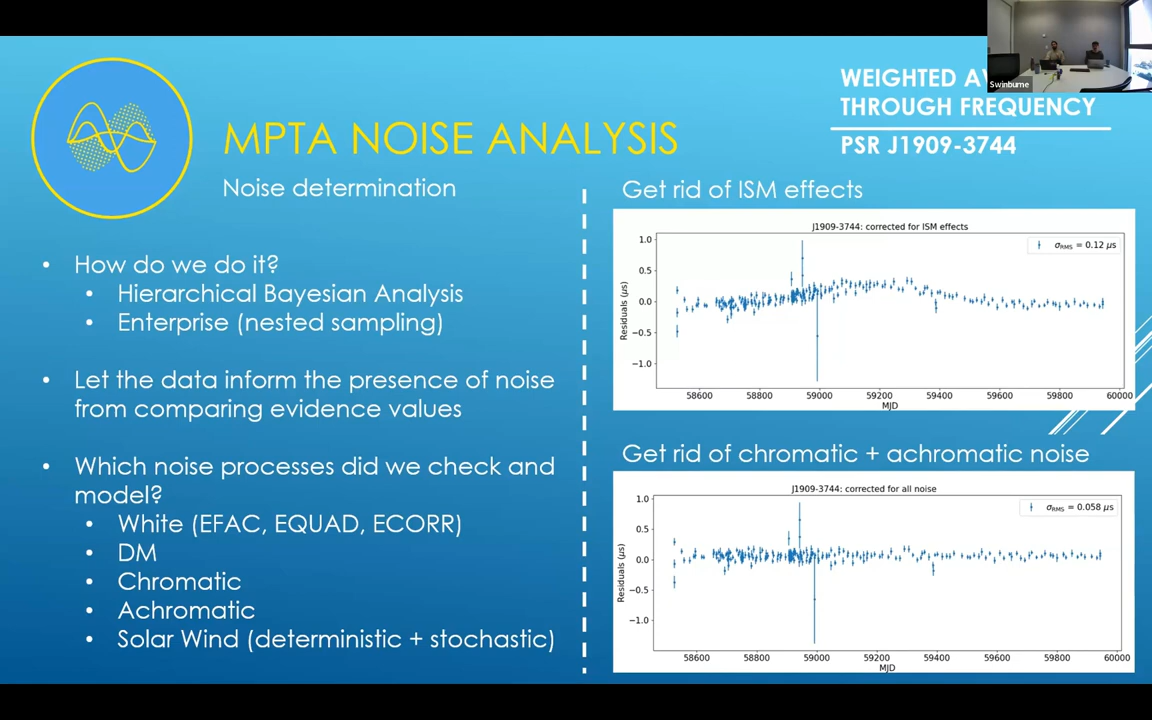 WEIGHTED
THROUGH FREQUENCY
PSR J1909-3744
Swinburne
MPTA NOISE ANALYSIS
Noise determination
• How do we do it?
• Hierarchical Bayesian Analysis
• Enterprise (nested sampling)
• Let the data inform the presence of noise
from comparing evidence values
• Which noise processes did we check and
model?
• White (EFAC, EQUAD, ECORR)
• DM
• Chromatic
• Achromatic
• Solar Wind (deterministic + stochastic)
Get rid of ISM effects
J1909-3744: corrected for ISM effects
σRMS = 0.12 μs
Residuals (μs)
1.0
0.5
0.0
−0.5
−1.0
58600 58800 59000 59200 59400 59600 59800 60000
MJD
Get rid of chromatic + achromatic noise
J1909-3744: corrected for all noise
σRMS = 0.058 μs
Residuals (μs)
1.0
0.5
0.0
−0.5
−1.0
58600 58800 59000 59200 59400 59600 59800 60000
MJD